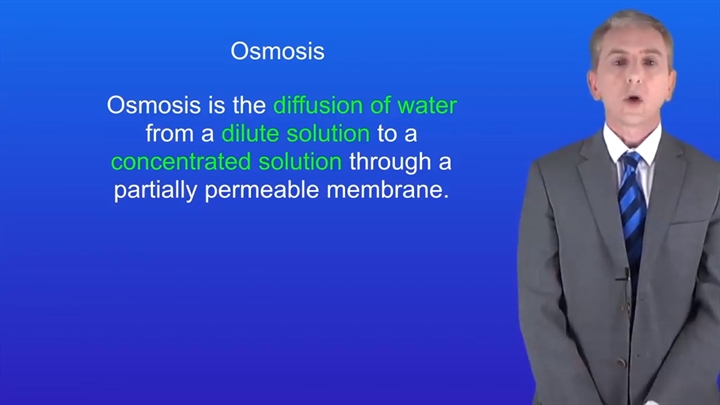 Osmosis
Osmosis is the diffusion of water
from a dilute solution to a
concentrated solution through a
partially permeable membrane.